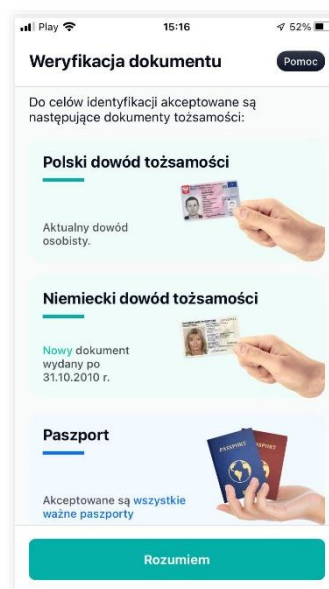 Play 15:16 52%
Weryfikacja dokumentu Pomoc
Do celów identyfikacji akceptowane są
następujące dokumenty tożsamości:
Polski dowód tożsamości
Aktualny dowód
osobisty.
Niemiecki dowód tożsamości
Nowy dokument
wydany po
31.10.2010 r.
Paszport
PASSPORT
Akceptowane są wszystkie
ważne paszporty
Rozumiem